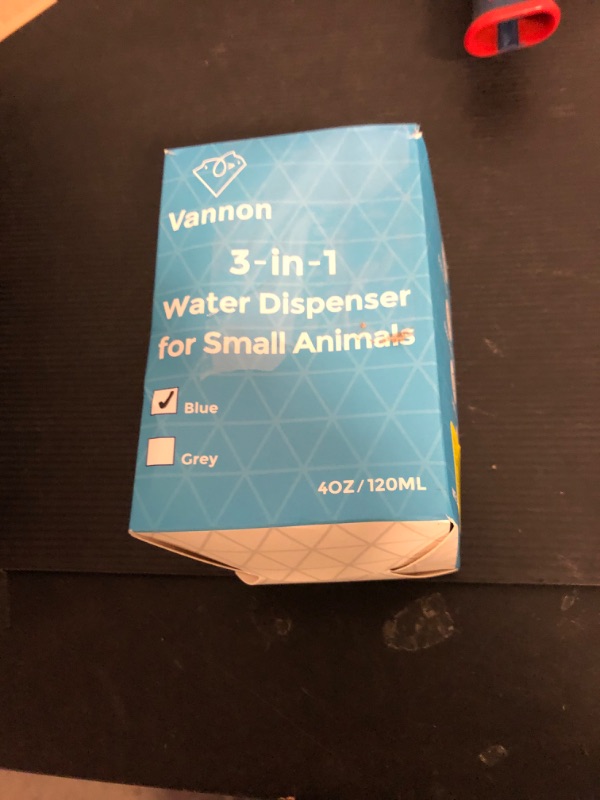 Vannon
3-in-1
Water Dispenser
for Small Animals
Blue
Grey
4OZ/120ML